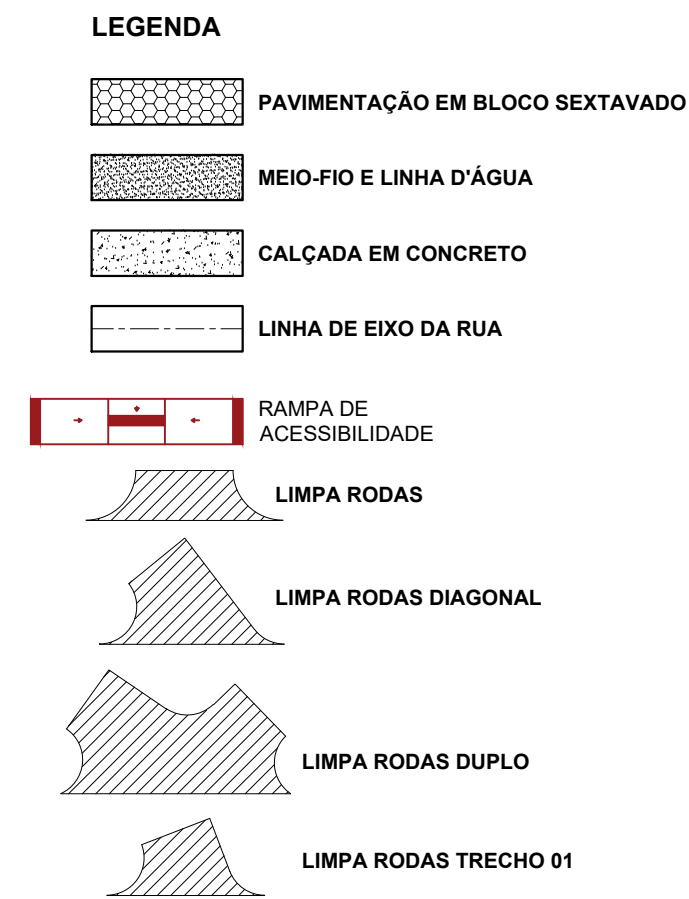 LEGENDA
PAVIMENTAÇÃO EM BLOCO SEXTAVADO
MEIO-FIO E LINHA D'ÁGUA
CALÇADA EM CONCRETO
LINHA DE EIXO DA RUA
RAMPA DE
ACESSIBILIDADE
LIMPA RODAS
LIMPA RODAS DIAGONAL
LIMPA RODAS DUPLO
LIMPA RODAS TRECHO 01